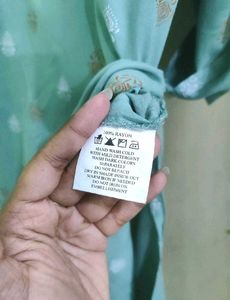 100% RAYON
HAND WASH COLD
WITH MILD DETERGENT
WASH DARK COLORS
SEPARATELY
DO NOT BLEACH
DRY IN SHADE INSIDE OUT
WARM IRON IF NEEDED
DO NOT IRON ON
EMBELLISHMENT